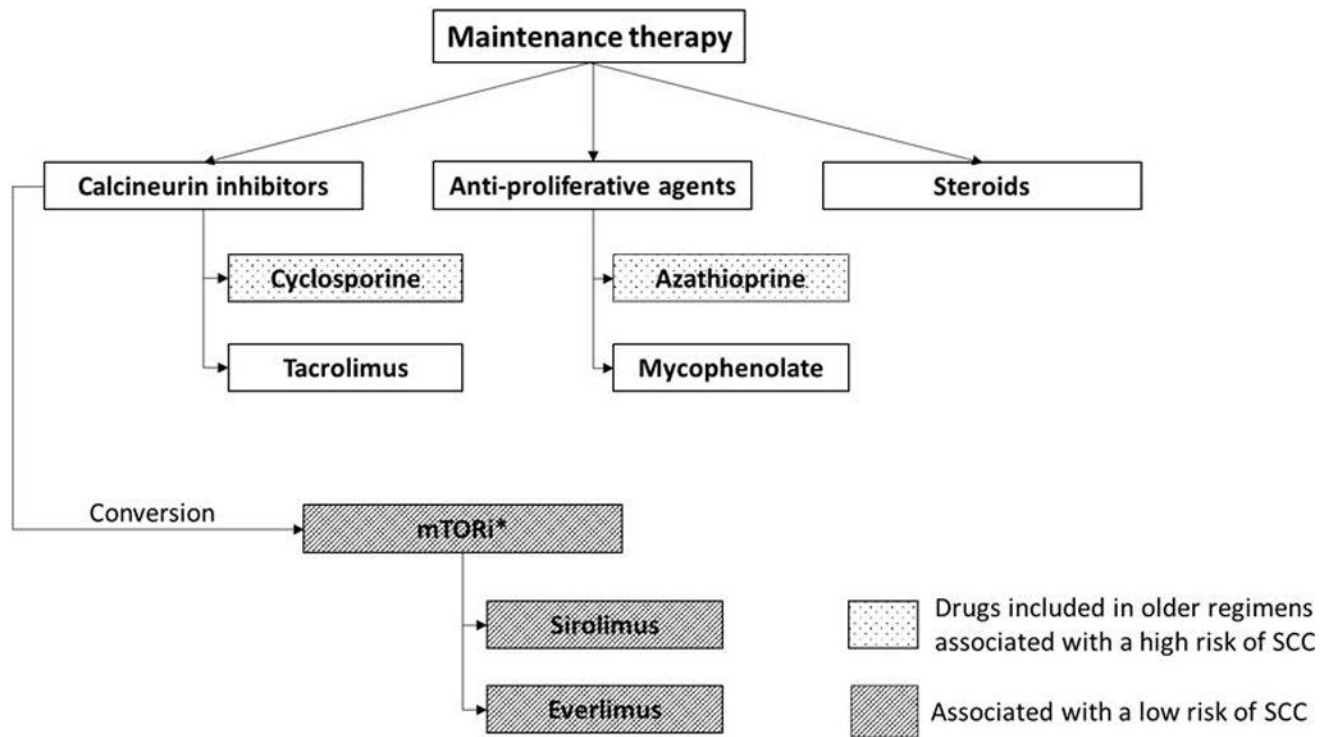 Maintenance therapy
Calcineurin inhibitors
Anti-proliferative agents
Steroids
Cyclosporine
Azathioprine
Tacrolimus
Mycophenolate
Conversion
mTORi*
Sirolimus
Everlimus
Drugs included in older regimens
associated with a high risk of SCC
Associated with a low risk of SCC